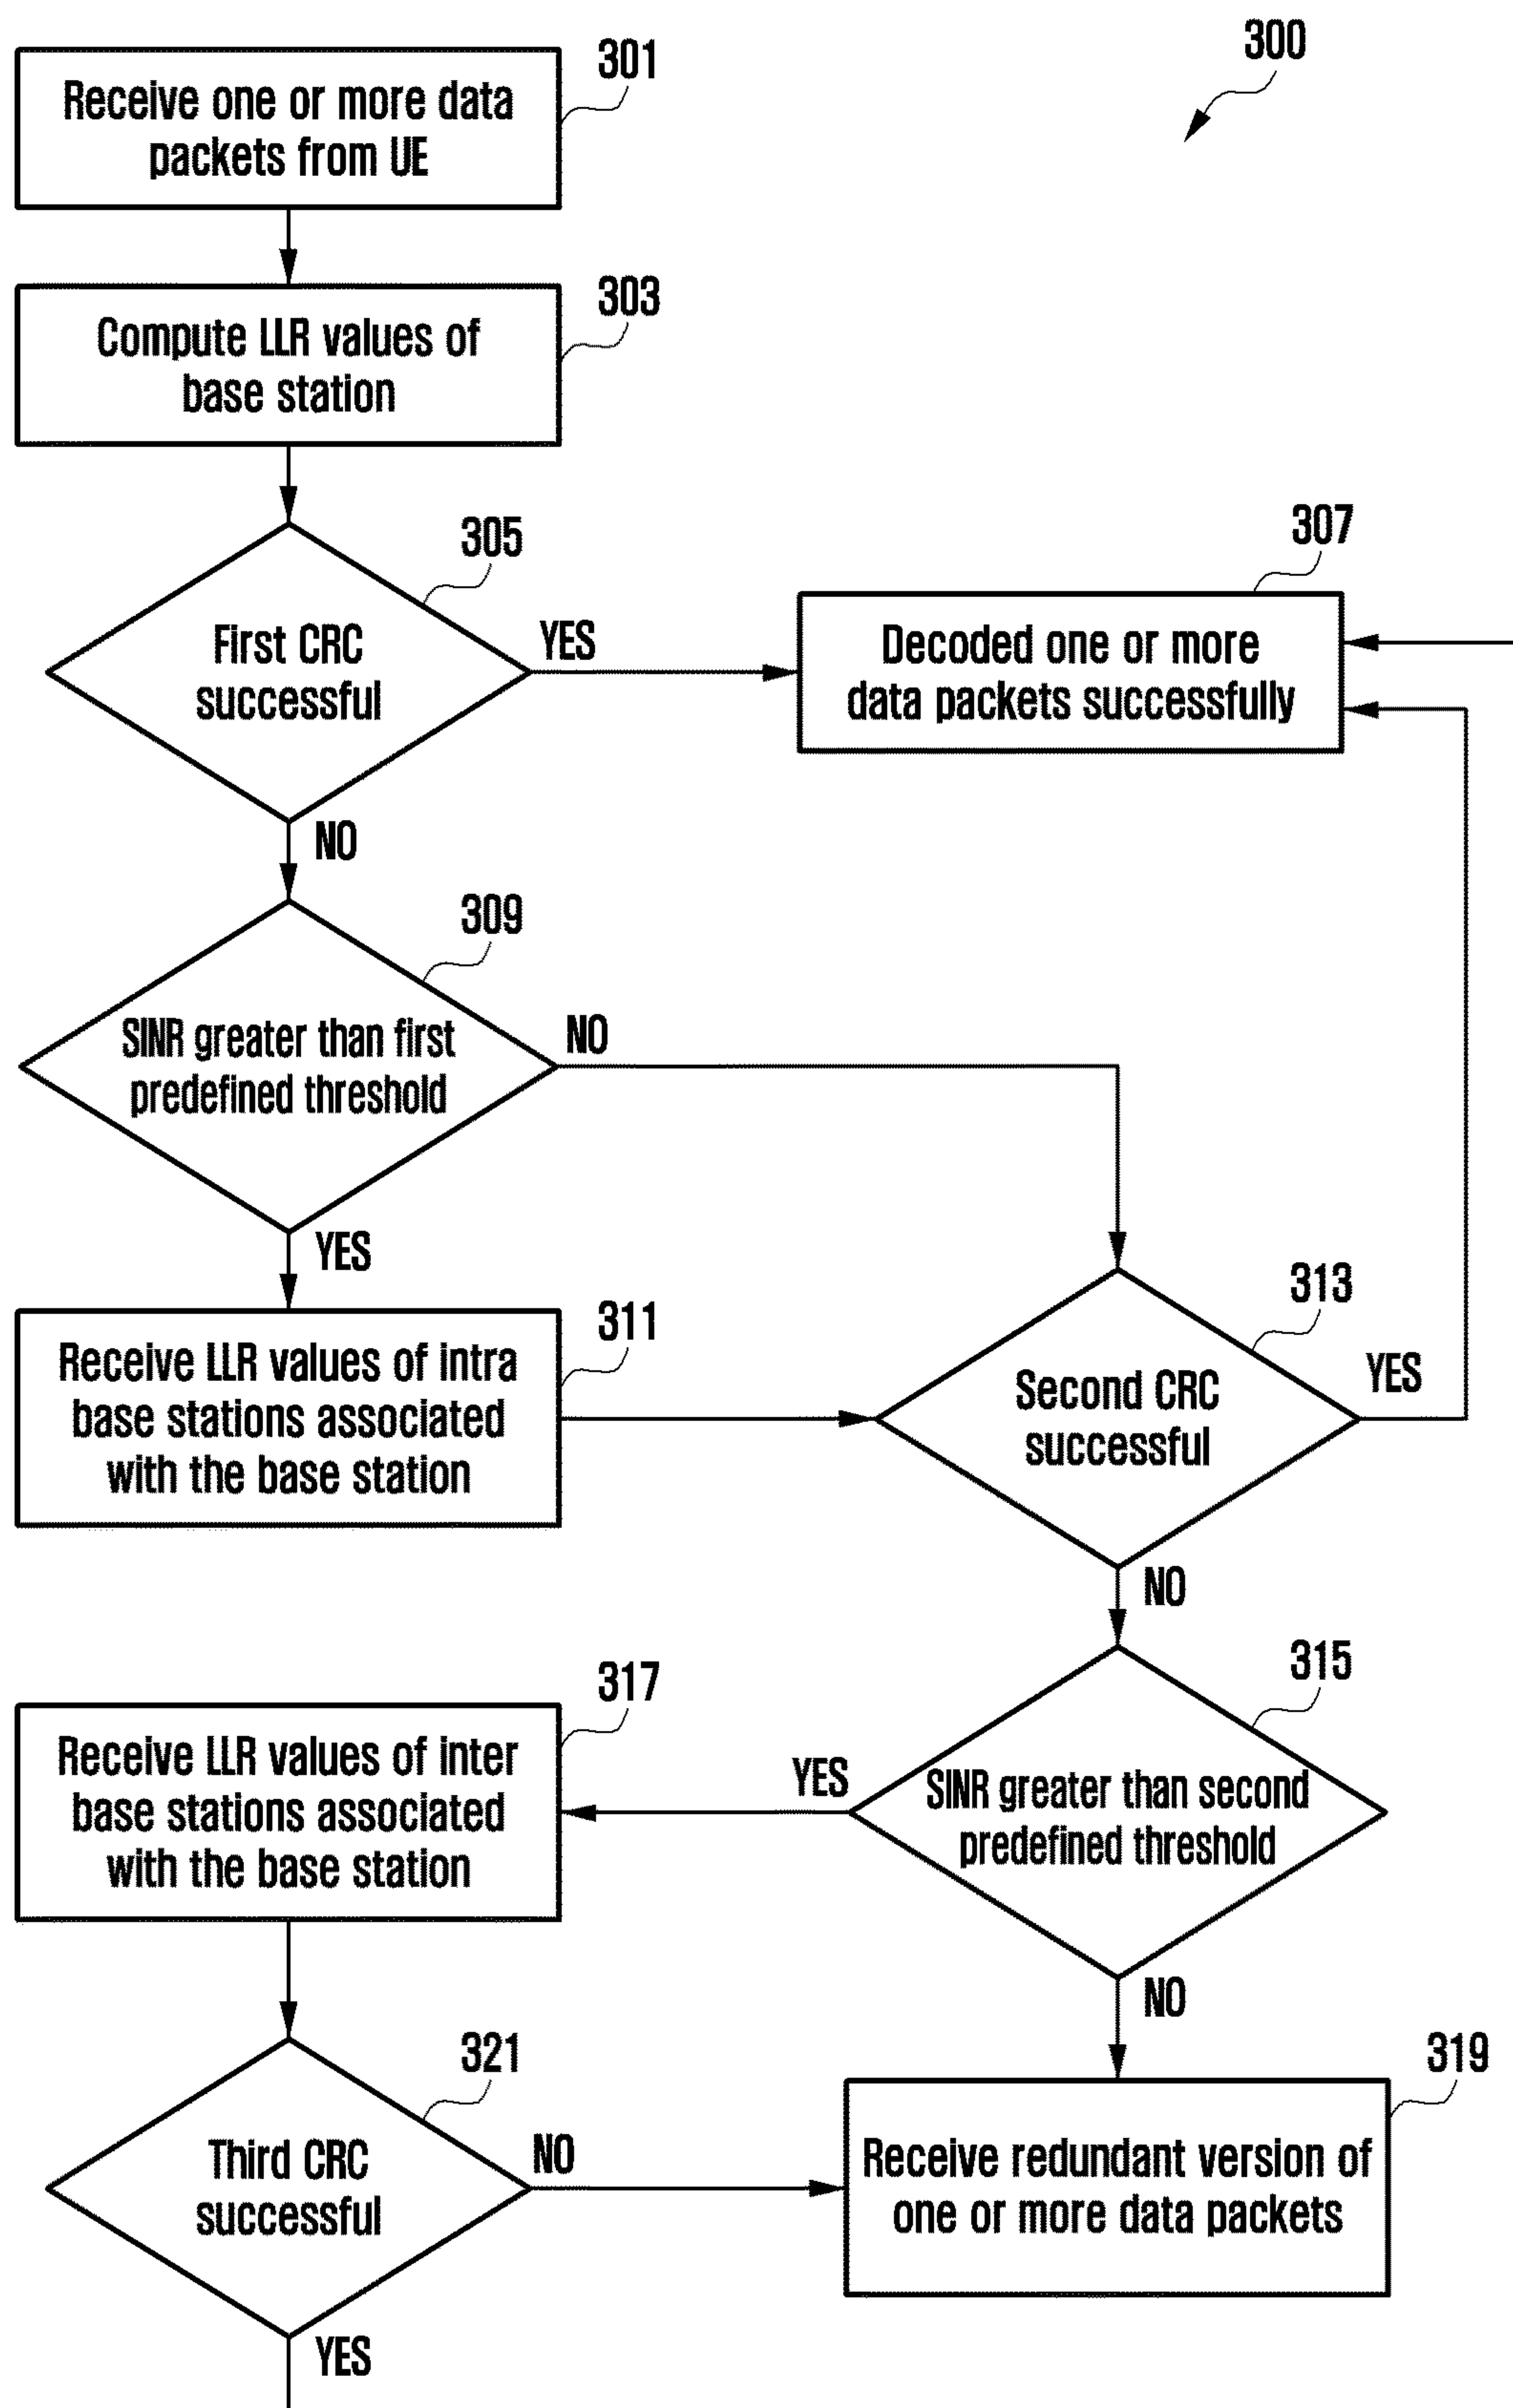 300
301
Receive one or more data
packets from UE
303
Compute LLR values of
base station
305
First CRC
successful
YES
NO
307
Decoded one or more
data packets successfully
309
SINR greater than first
predefined threshold
NO
YES
311
Receive LLR values of intra
base stations associated
with the base station
313
Second CRC
successful
YES
NO
315
SINR greater than second
predefined threshold
YES
NO
317
Receive LLR values of inter
base stations associated
with the base station
319
Receive redundant version of
one or more data packets
321
Third CRC
successful
NO
YES